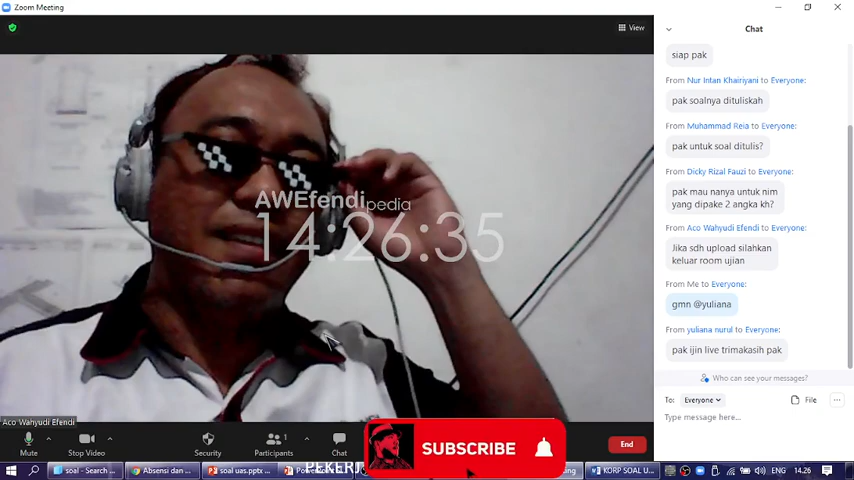 Zoom Meeting
View
Chat
siap pak
From Nur Intan Khairiyani to Everyone:
pak soalnya dituliskah
From Muhammad Reia to Everyone:
pak untuk soal ditulis?
From Dicky Rizal Fauzi to Everyone:
pak mau nanya untuk nim
yang dipake 2 angka kh?
From Aco Wahyudi Efendi to Everyone:
Jika sdh upload silahkan
keluar room ujian
From Me to Everyone:
gmn @yuliana
From yuliana nurul to Everyone:
pak ijin live trimakasih pak
Who can see your messages?
To: Everyone
File
Type message here...
AWEfendipedia
14:26:35
Aco Wahyudi Efendi
Mute
Stop Video
Security
Participants
1
Chat
End
SUBSCRIBE
soal - Search ...
Absensi dan ...
soal uas.pptx ...
KORP SOAL U...
ENG
14.26